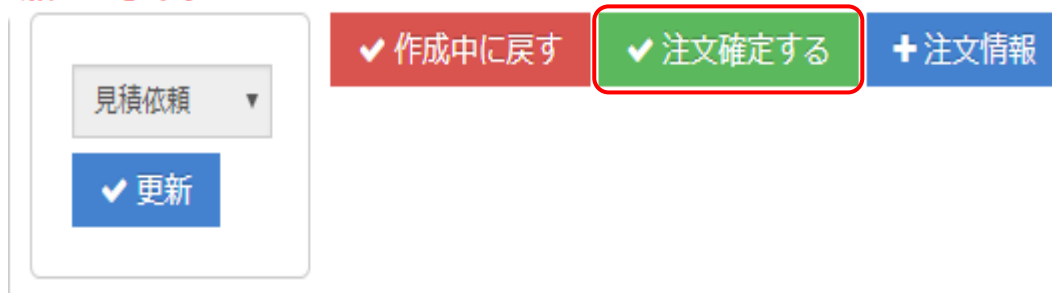 作成中に戻す
注文確定する
注文情報
見積依頼
更新